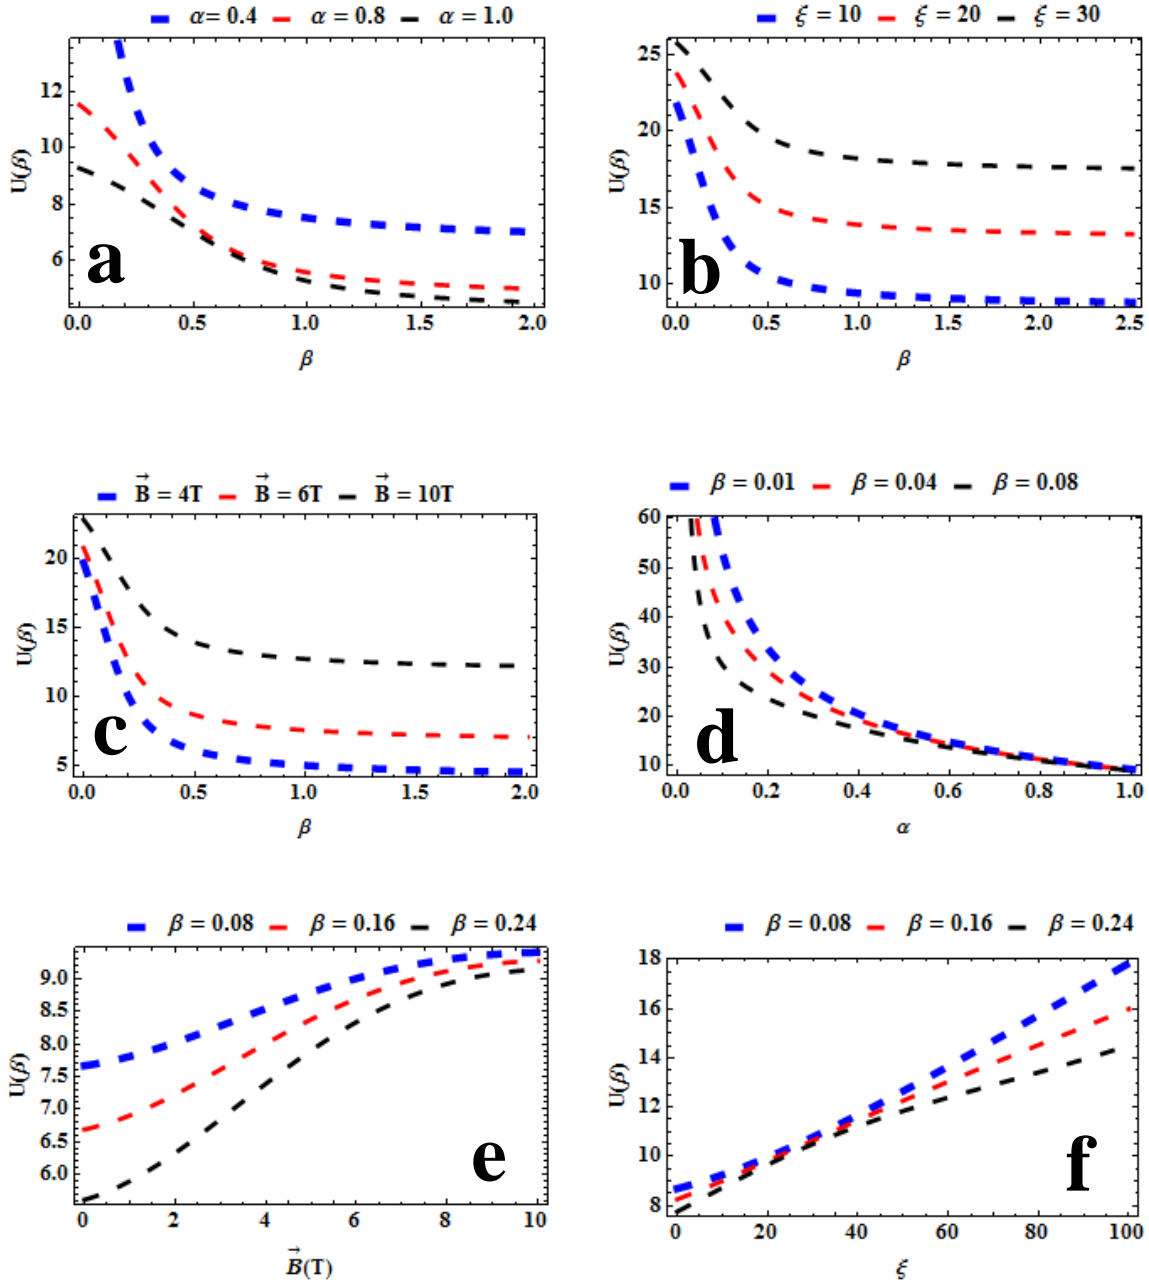 α = 0.4 α = 0.8 α = 1.0
12
10
8
6
U(β)
a
0.0 0.5 1.0 1.5 2.0
β
ξ = 10 ξ = 20 ξ = 30
25
20
15
10
U(β)
b
0.0 0.5 1.0 1.5 2.0 2.5
β
B⃗ = 4T B⃗ = 6T B⃗ = 10T
20
15
10
5
U(β)
c
0.0 0.5 1.0 1.5 2.0
β
β = 0.01 β = 0.04 β = 0.08
60
50
40
30
20
10
U(β)
d
0.0 0.2 0.4 0.6 0.8 1.0
α
β = 0.08 β = 0.16 β = 0.24
9.0
8.5
8.0
7.5
7.0
6.5
6.0
U(β)
e
0 2 4 6 8 10
B⃗(T)
β = 0.08 β = 0.16 β = 0.24
18
16
14
12
10
8
U(β)
f
0 20 40 60 80 100
ξ